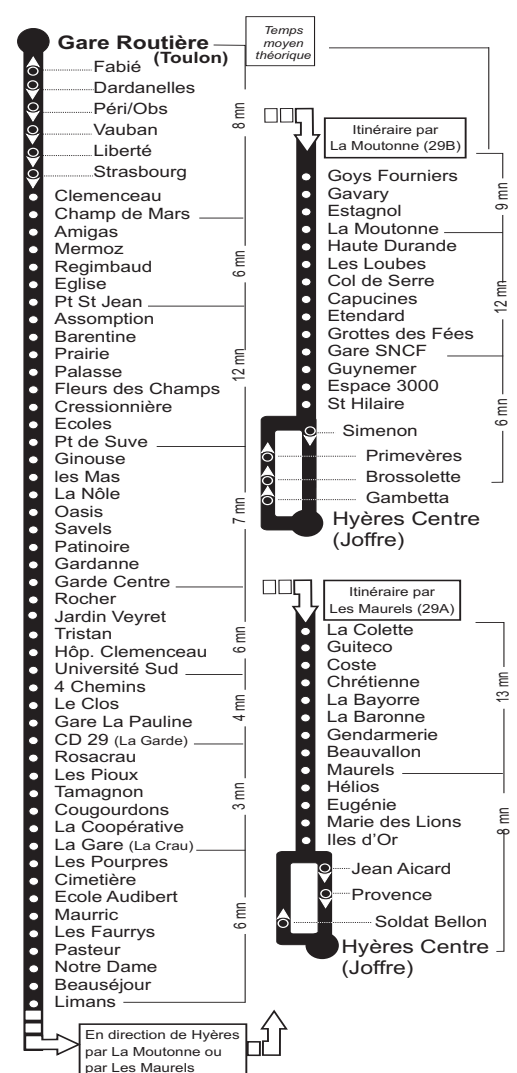 Gare Routière
(Toulon)
Fabié
Dardanelles
Péri/Obs
Vauban
Liberté
Strasbourg
Clemenceau
Champ de Mars
Amigas
Mermoz
Regimbaud
Eglise
Pt St Jean
Assomption
Barentine
Prairie
Palasse
Fleurs des Champs
Cressionnière
Ecoles
Pt de Suve
Ginouse
les Mas
La Nôle
Oasis
Savels
Patinoire
Gardanne
Garde Centre
Rocher
Jardin Veyret
Tristan
Hôp. Clemenceau
Université Sud
4 Chemins
Le Clos
Gare La Pauline
CD 29 (La Garde)
Rosacrau
Les Pioux
Tamagnon
Cougourdons
La Coopérative
La Gare (La Crau)
Les Pourpres
Cimetière
Ecole Audibert
Maurric
Les Faurrys
Pasteur
Notre Dame
Beauséjour
Limans
En direction de Hyères
par La Moutonne ou
par Les Maurels
Temps
moyen
théorique
8 mn
6 mn
12 mn
7 mn
6 mn
4 mn
3 mn
6 mn
Itinéraire par
La Moutonne (29B)
Goys Fourniers
Gavary
Estagnol
La Moutonne
Haute Durande
Les Loubes
Col de Serre
Capucines
Etendard
Grottes des Fées
Gare SNCF
Guynemer
Espace 3000
St Hilaire
Simenon
Primevères
Brossolette
Gambetta
Hyères Centre
(Joffre)
9 mn
12 mn
6 mn
Itinéraire par
Les Maurels (29A)
La Colette
Guiteco
Coste
Chrétienne
La Bayorre
La Baronne
Gendarmerie
Beauvallon
Maurels
Hélios
Eugénie
Marie des Lions
Iles d'Or
Jean Aicard
Provence
Soldat Bellon
Hyères Centre
(Joffre)
13 mn
8 mn